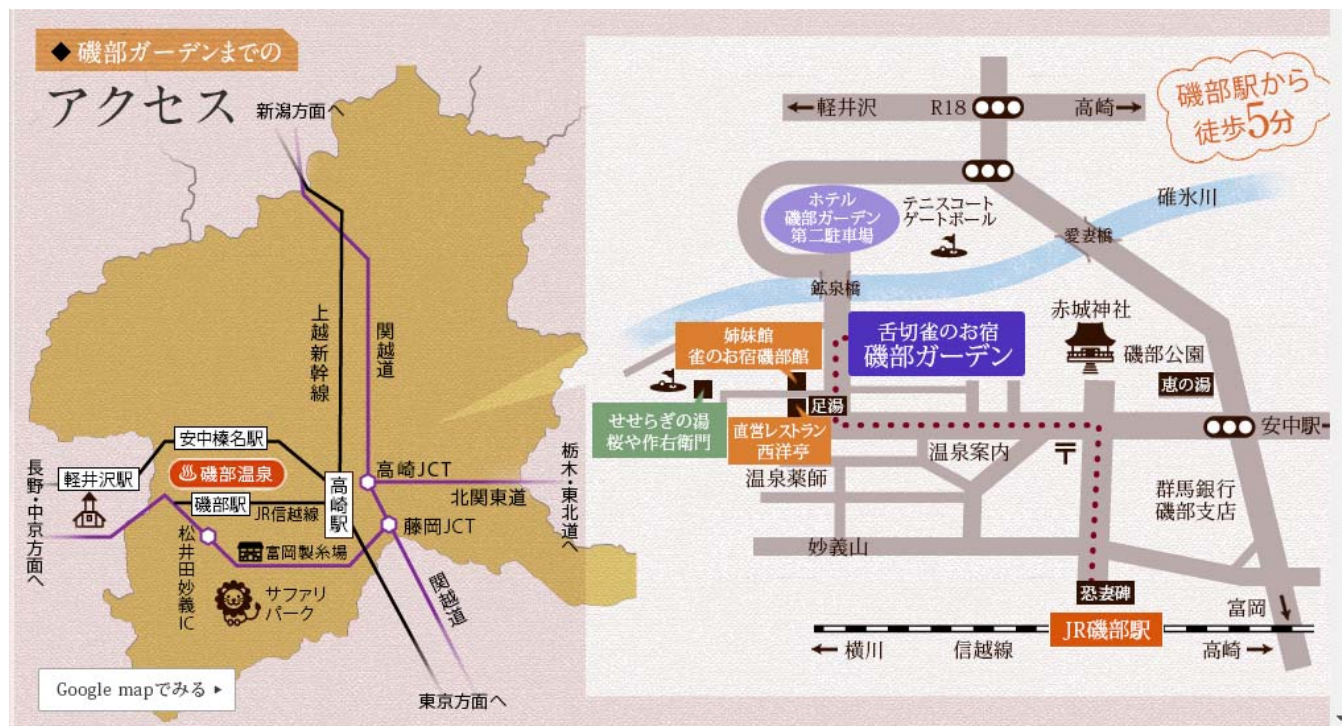 ◆ 磯部ガーデンまでの
アクセス
新潟方面へ
上越新幹線
関越道
安中榛名駅
軽井沢駅
磯部温泉
磯部駅
JR信越線
高崎駅
高崎JCT
北関東道
栃木・東北道へ
藤岡JCT
長野・中京方面へ
松井田妙義IC
富岡製糸場
サファリ
パーク
関越道
東京方面へ
Google mapでみる ▸
磯部駅から
徒歩5分
←軽井沢
R18
高崎→
ホテル
磯部ガーデン
第二駐車場
テニスコート
ゲートボール
碓氷川
愛妻橋
鉱泉橋
姉妹館
雀のお宿磯部館
舌切雀のお宿
磯部ガーデン
赤城神社
磯部公園
恵の湯
せせらぎの湯
桜や作右衛門
直営レストラン
西洋亭
足湯
温泉薬師
温泉案内
〒
安中駅
群馬銀行
磯部支店
妙義山
恐妻碑
富岡
JR磯部駅
←横川
信越線
高崎→